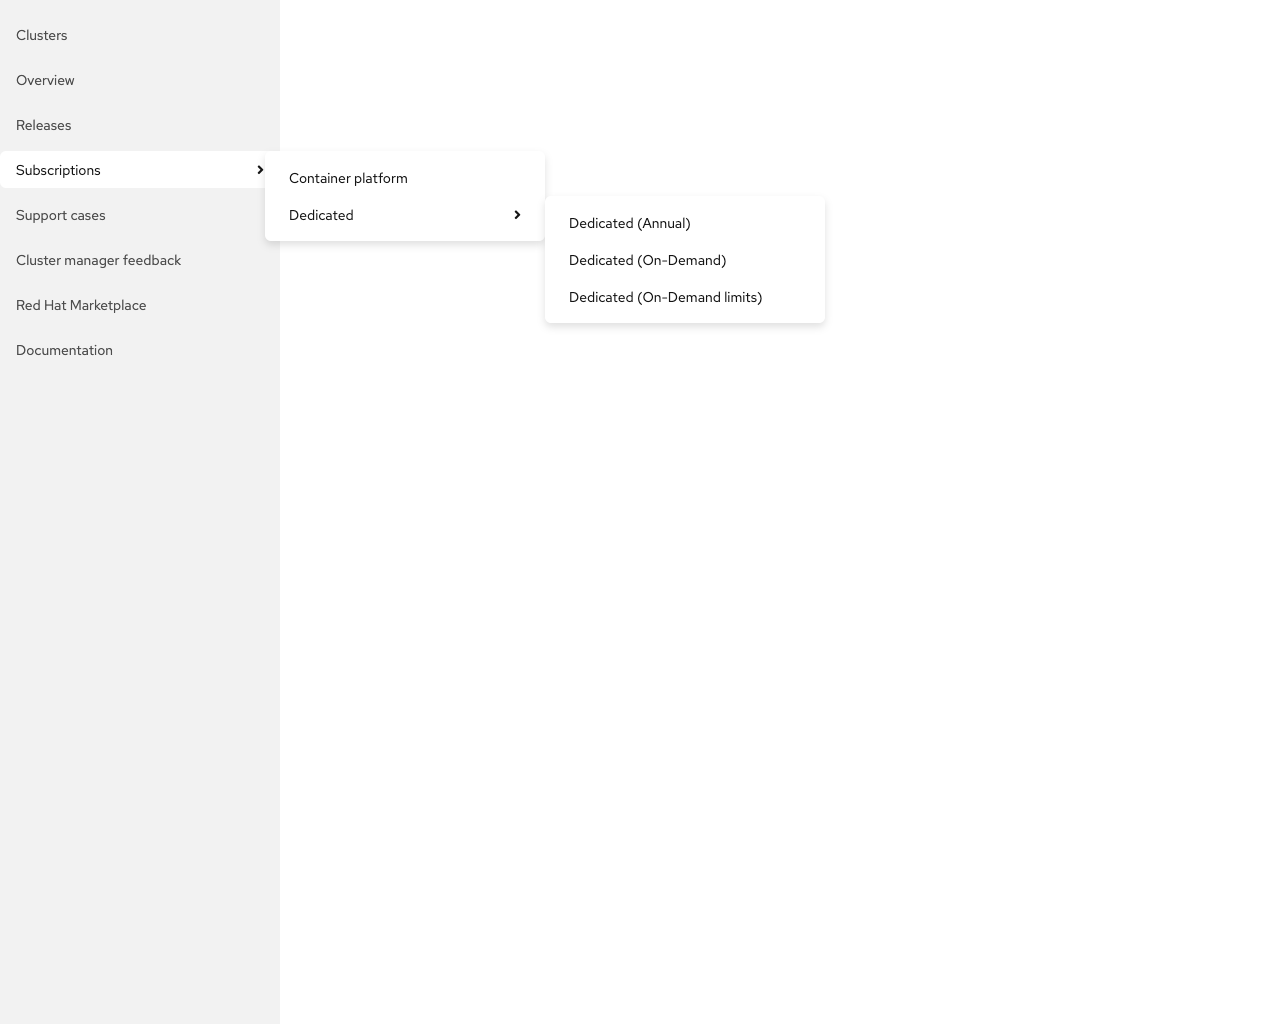 Clusters
Overview
Releases
Subscriptions
Support cases
Cluster manager feedback
Red Hat Marketplace
Documentation
Container platform
Dedicated
Dedicated (Annual)
Dedicated (On-Demand)
Dedicated (On-Demand limits)